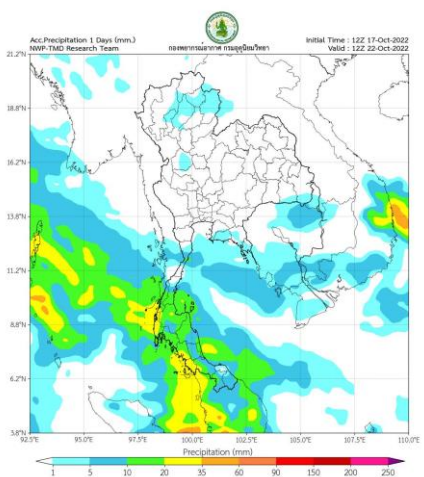 Acc.Precipitation 1 Days (mm.)
NWP-TMD Research Team
กองพยากรณ์อากาศ กรมอุตุนิยมวิทยา
Initial Time : 12Z 17-Oct-2022
Valid : 12Z 22-Oct-2022
21.2°N
18.8°N
16.2°N
13.8°N
11.2°N
8.8°N
6.2°N
3.8°N
92.5°E 95.0°E 97.5°E 100.0°E 102.5°E 105.0°E 107.5°E 110.0°E
Precipitation (mm)
1 5 10 20 35 60 90 150 200 250